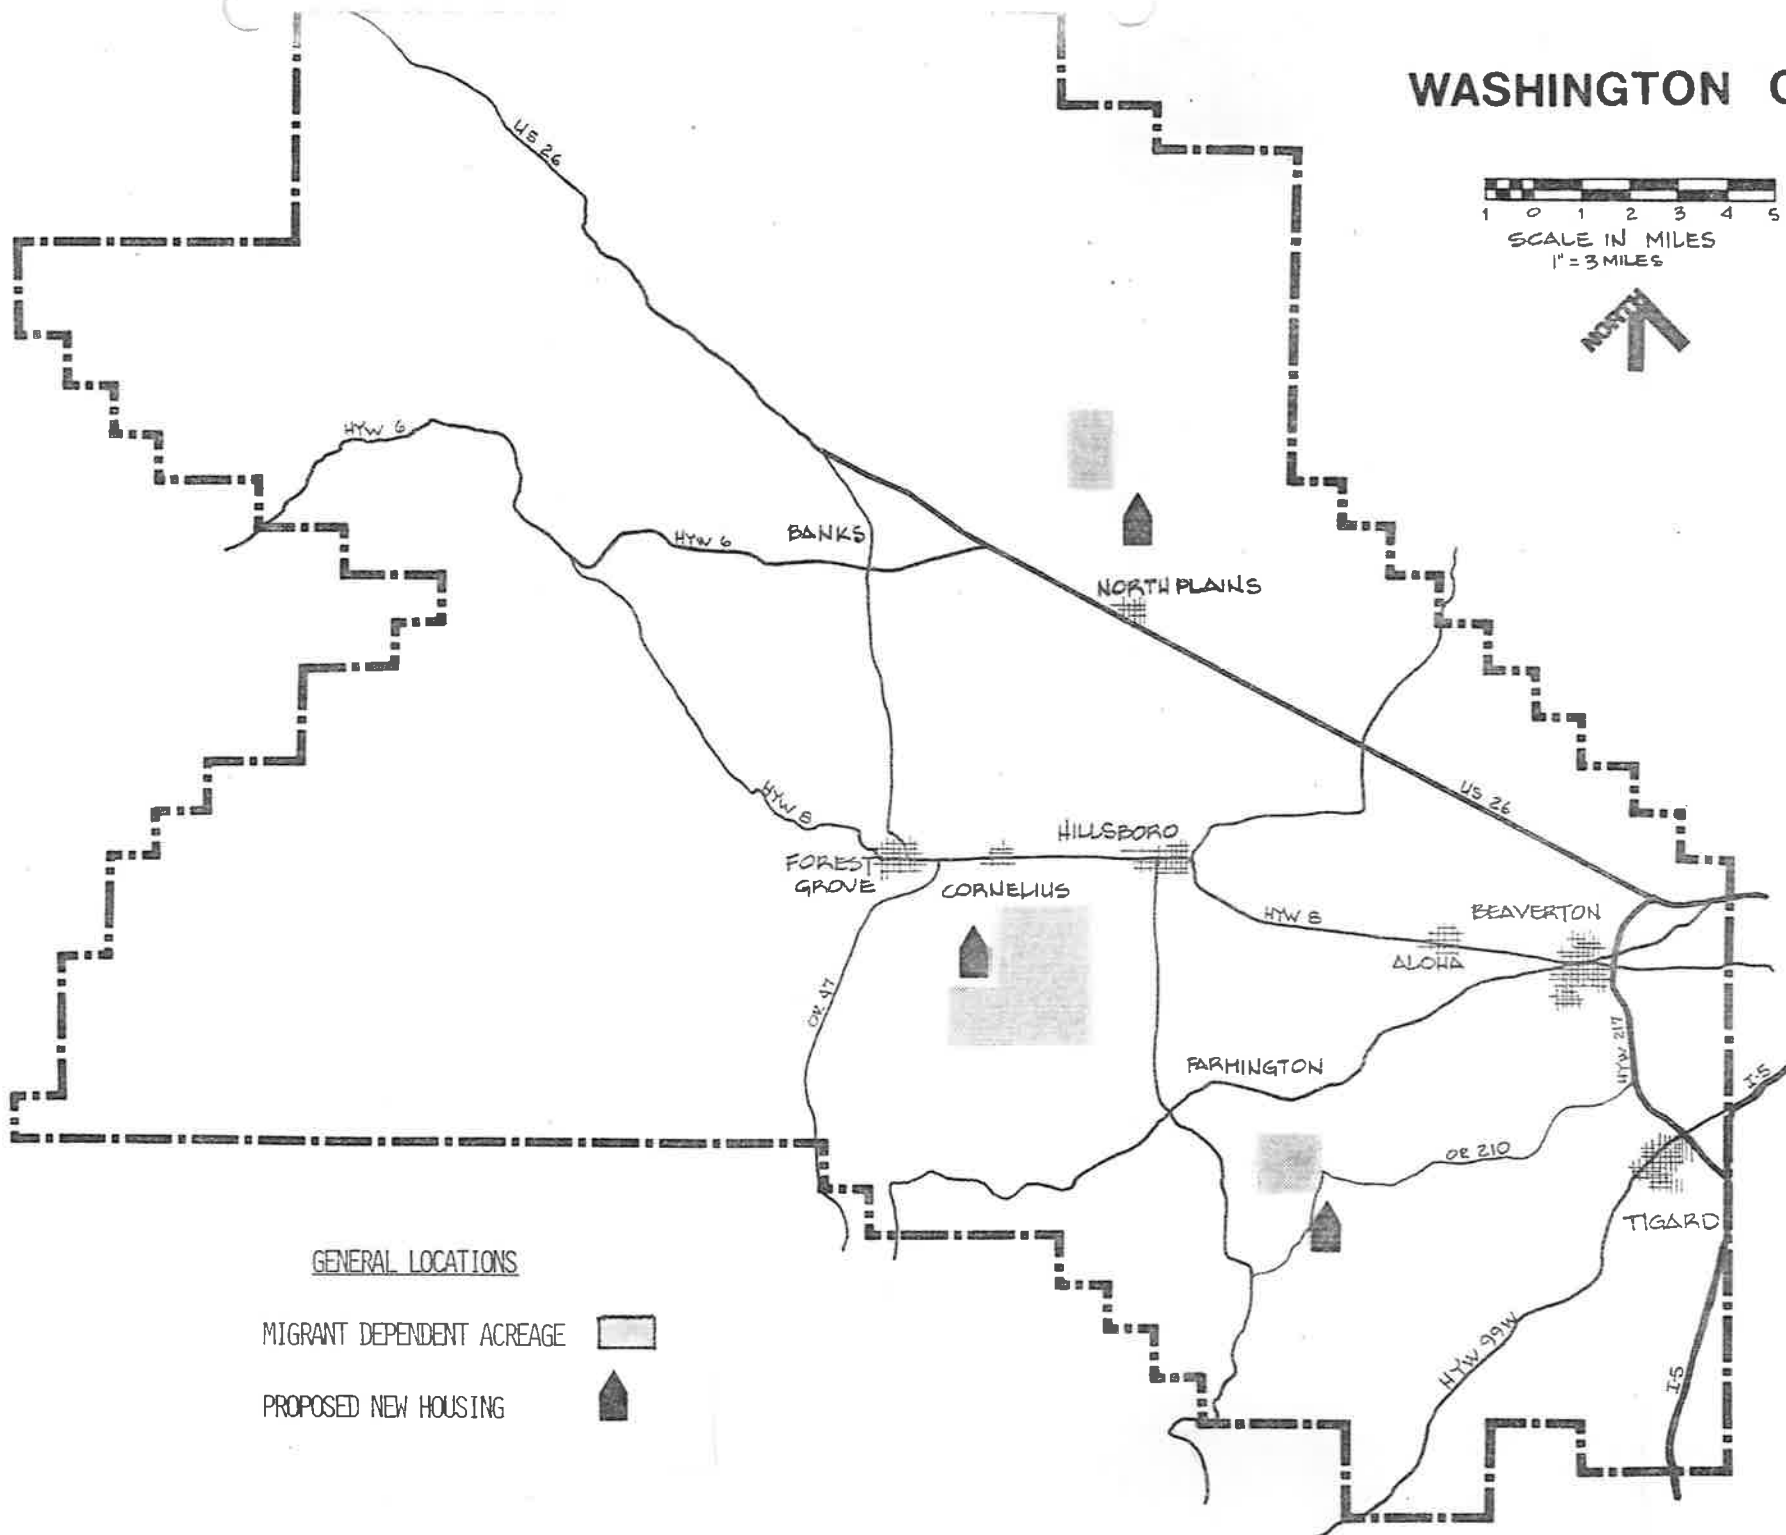 WASHINGTON C
1 0 1 2 3 4 5
SCALE IN MILES
1" = 3 MILES
NORTH
US 26
HYW 6
HYW 6
BANKS
NORTH PLAINS
US 26
HYW 8
HILLSBORO
FOREST
GROVE
CORNELIUS
HYW 8
BEAVERTON
ALOHA
OR 47
HYW 217
FARMINGTON
I-5
OR 210
TIGARD
HYW 99W
I-5
GENERAL LOCATIONS
MIGRANT DEPENDENT ACREAGE
PROPOSED NEW HOUSING